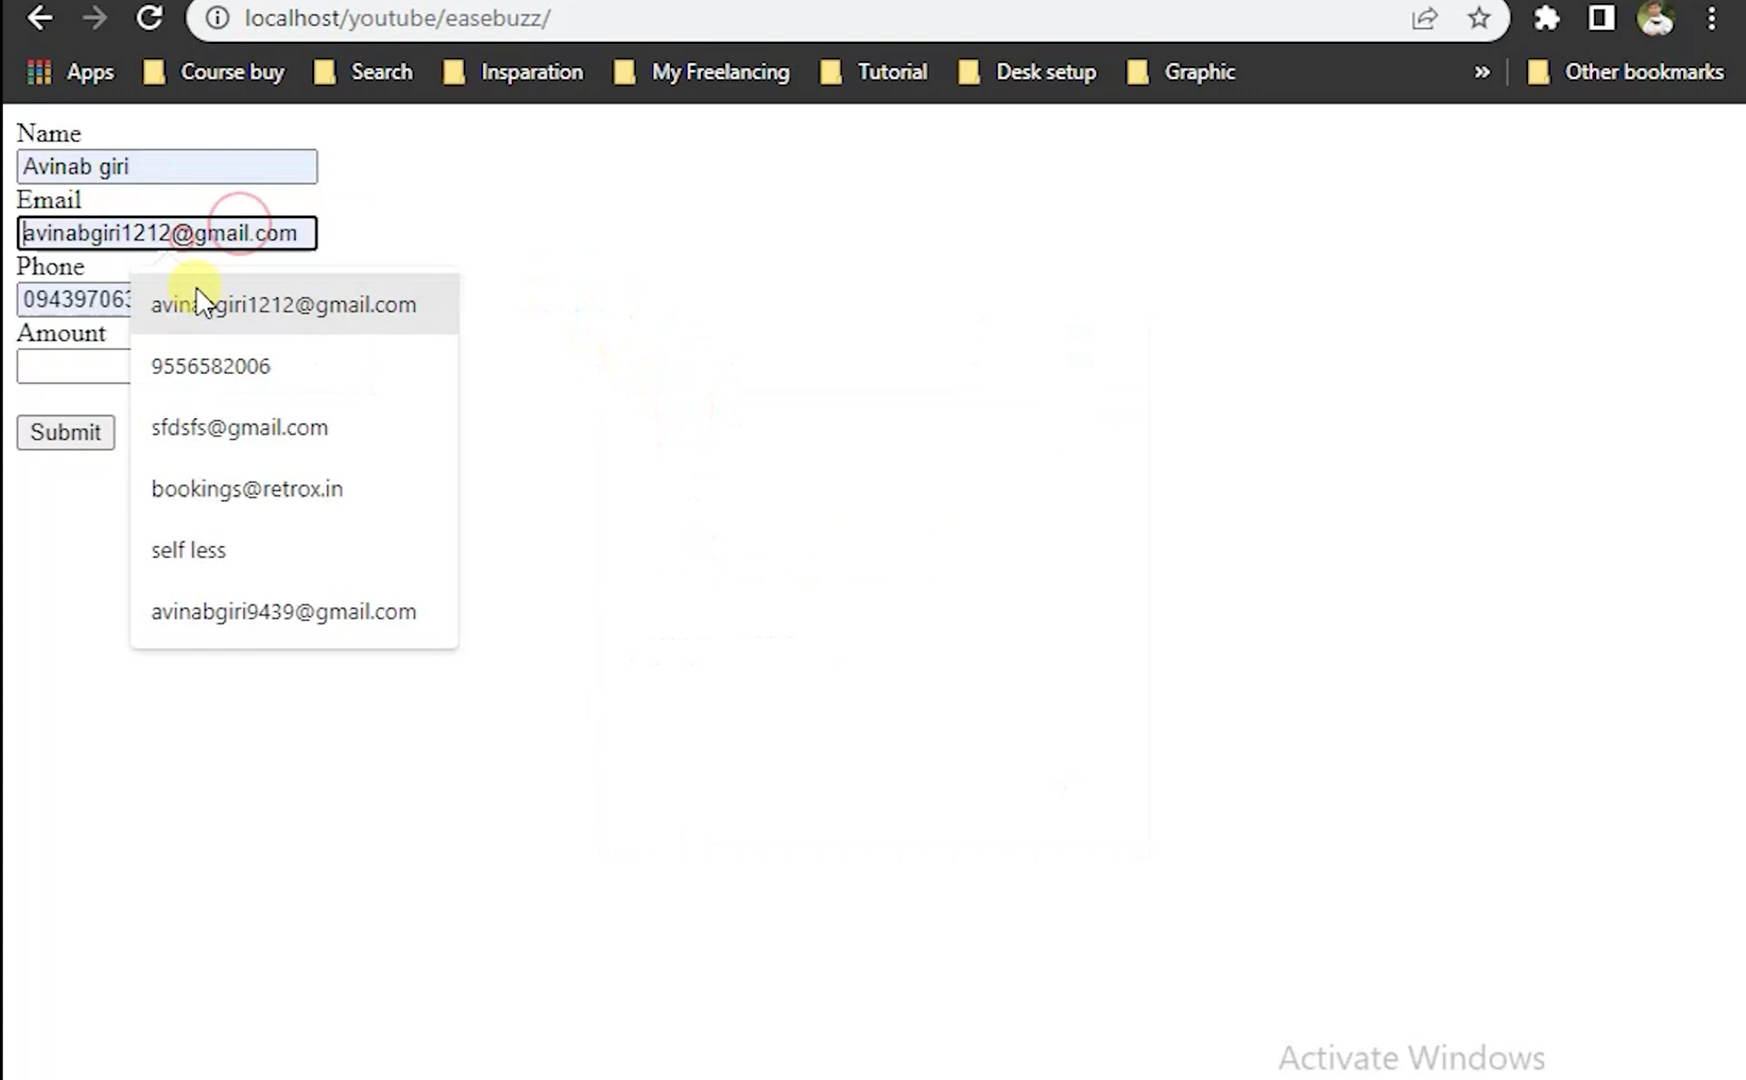 localhost/youtube/easebuzz/
Apps Course buy Search Insparation My Freelancing Tutorial Desk setup Graphic » Other bookmarks
Name
Avinab giri
Email
avinabgiri1212@gmail.com
Phone
avinabgiri1212@gmail.com
Amount
9556582006
sfdsfs@gmail.com
Submit
bookings@retrox.in
self less
avinabgiri9439@gmail.com
Activate Windows